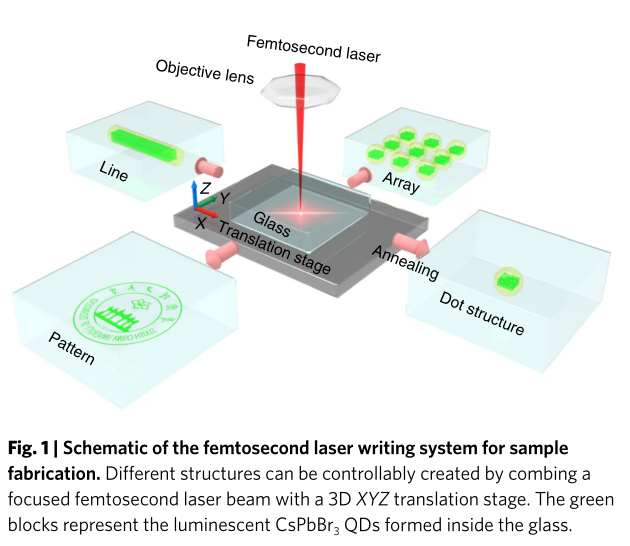 Femtosecond laser
Objective lens
Line
Array
Z
Y
X
Glass
Translation stage
Annealing
Dot structure
Pattern
Fig. 1 | Schematic of the femtosecond laser writing system for sample
fabrication. Different structures can be controllably created by combing a
focused femtosecond laser beam with a 3D XYZ translation stage. The green
blocks represent the luminescent CsPbBr₃ QDs formed inside the glass.